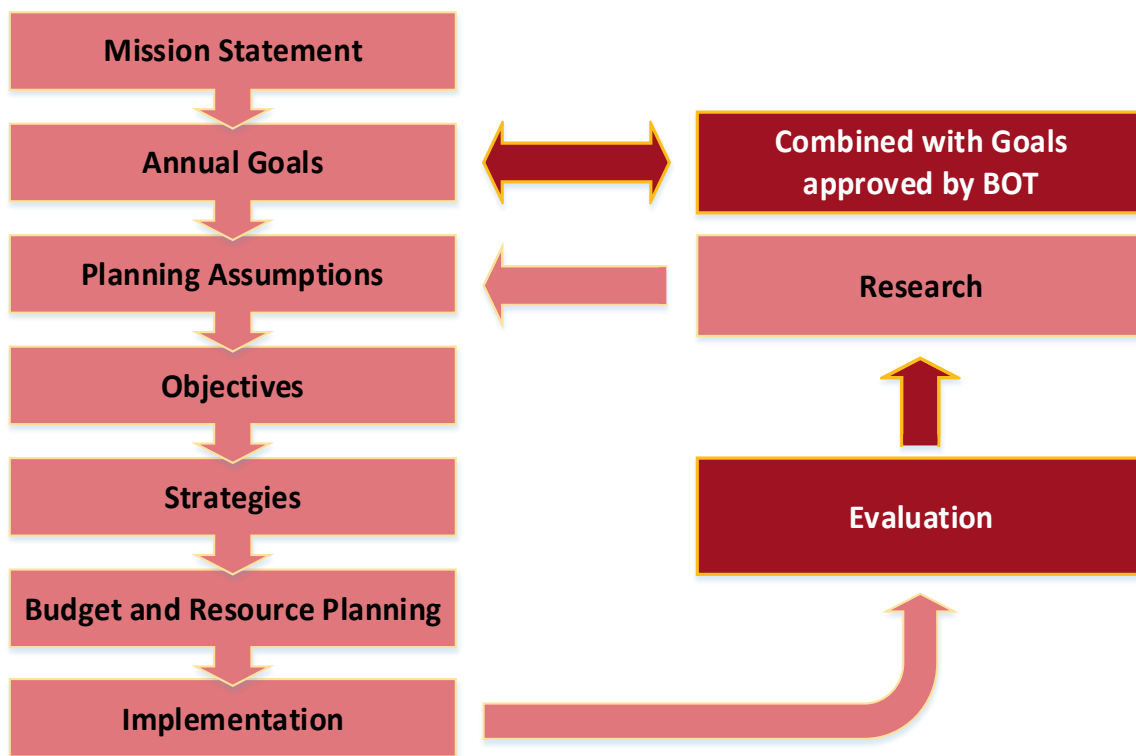 Mission Statement
Annual Goals
Combined with Goals
approved by BOT
Planning Assumptions
Research
Objectives
Strategies
Evaluation
Budget and Resource Planning
Implementation